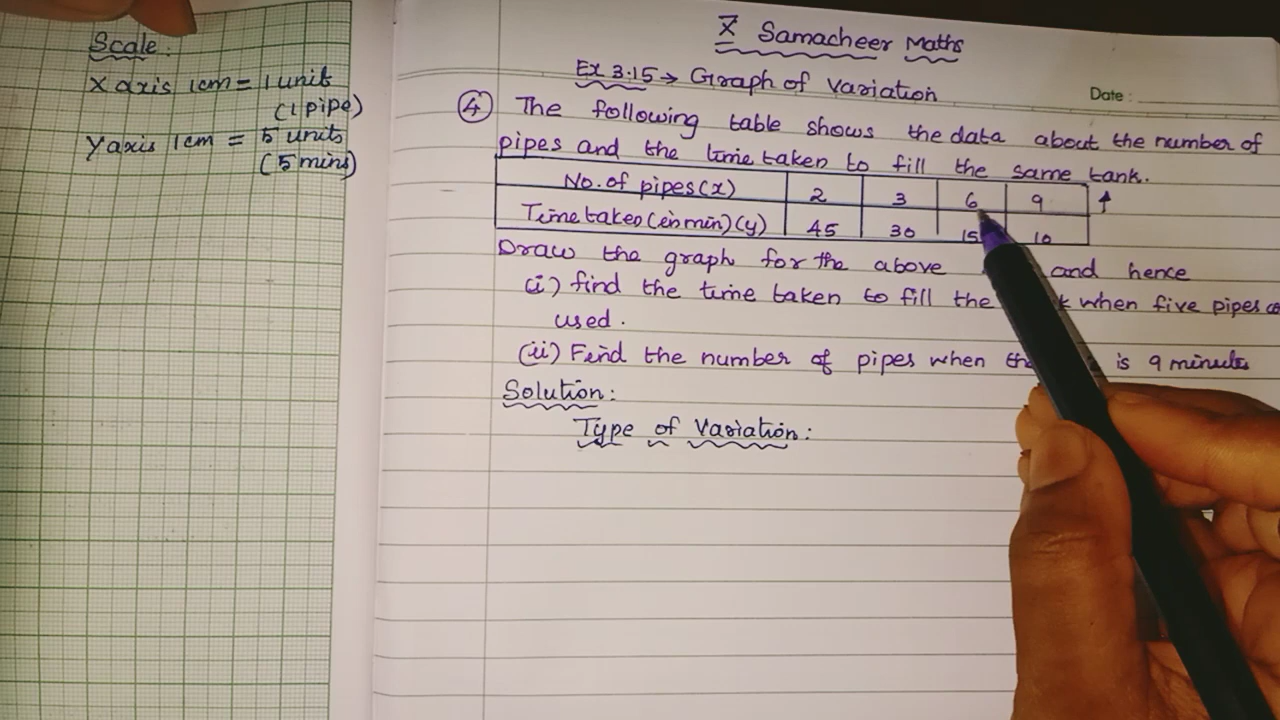 Scale:
X axis 1cm = 1 unit
(1 pipe)
Y axis 1cm = 5 units
(5 mins)
X Samacheer Maths
Ex 3.15 → Graph of Variation
Date :
④ The following table shows the data about the number of
pipes and the time taken to fill the same tank.
No. of pipes (x) 2 3 6 9 ↑
Time taken (in min) (y) 45 30 15 10
Draw the graph for the above and hence
(i) find the time taken to fill the when five pipes
used.
(ii) Find the number of pipes when is 9 minutes
Solution:
Type of Variation: